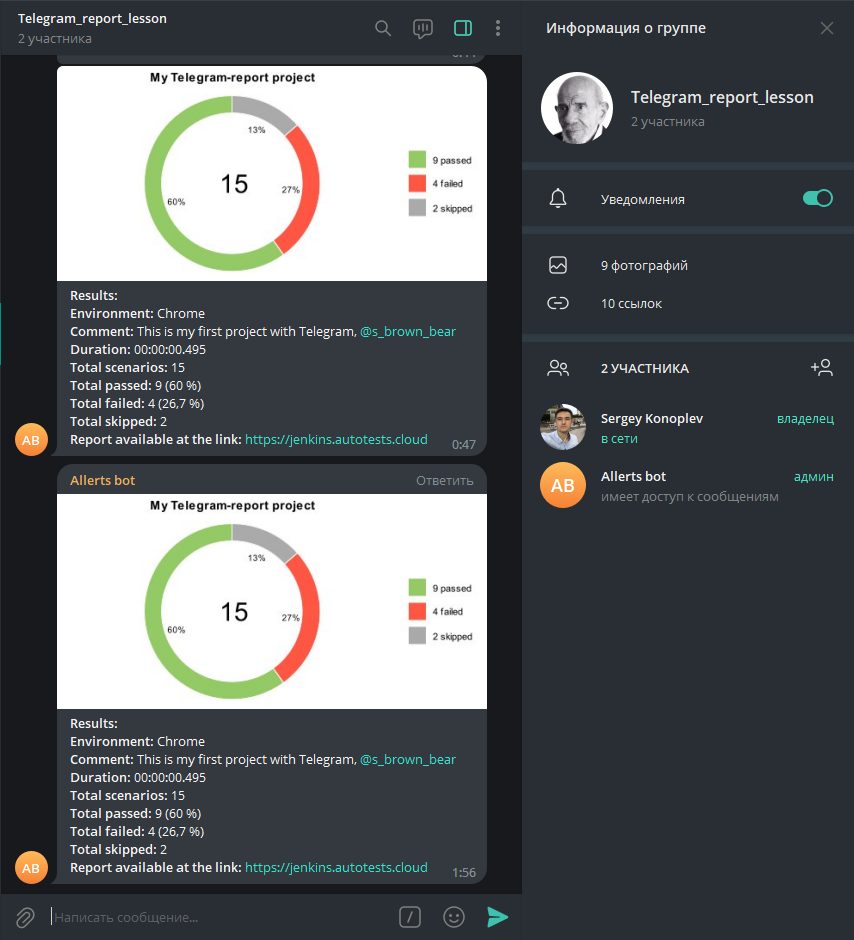 Telegram_report_lesson
2 участника
My Telegram-report project
13%
15
27%
60%
9 passed
4 failed
2 skipped
Results:
Environment: Chrome
Comment: This is my first project with Telegram, @s_brown_bear
Duration: 00:00:00.495
Total scenarios: 15
Total passed: 9 (60 %)
Total failed: 4 (26,7 %)
Total skipped: 2
Report available at the link: https://jenkins.autotests.cloud
0:47
AB
Allerts bot
Ответить
My Telegram-report project
13%
15
27%
60%
9 passed
4 failed
2 skipped
Results:
Environment: Chrome
Comment: This is my first project with Telegram, @s_brown_bear
Duration: 00:00:00.495
Total scenarios: 15
Total passed: 9 (60 %)
Total failed: 4 (26,7 %)
Total skipped: 2
Report available at the link: https://jenkins.autotests.cloud
1:56
AB
Написать сообщение...
Информация о группе
Telegram_report_lesson
2 участника
Уведомления
9 фотографий
10 ссылок
2 УЧАСТНИКА
Sergey Konoplev
владелец
в сети
AB
Allerts bot
админ
имеет доступ к сообщениям